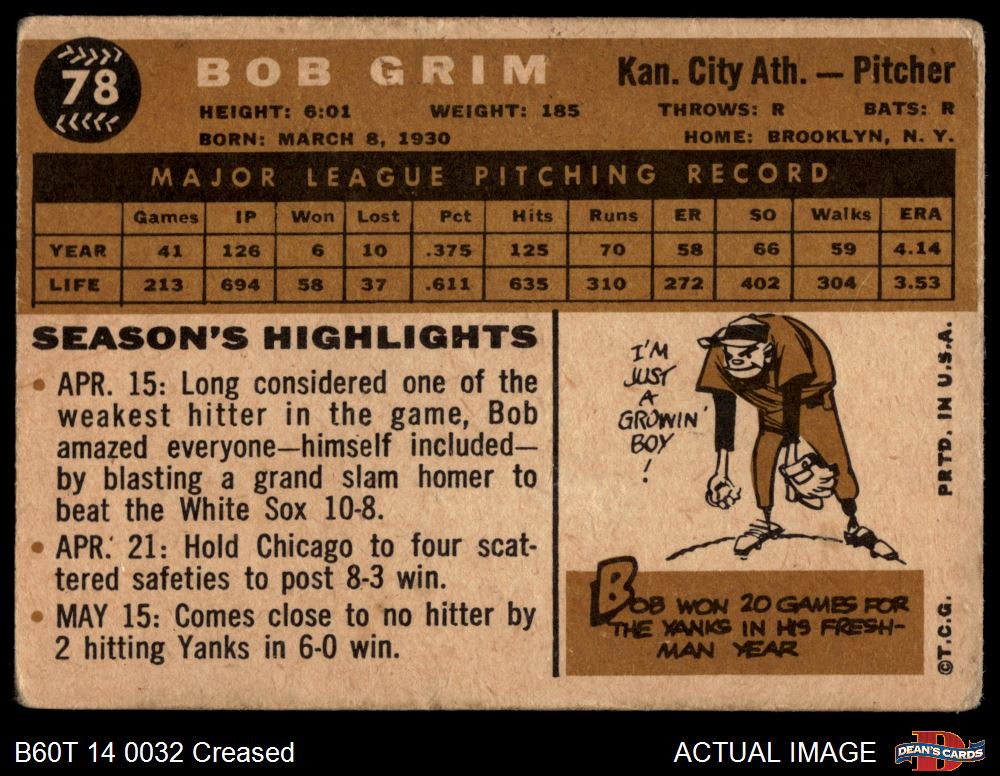 78
BOB GRIM
Kan. City Ath. — Pitcher
HEIGHT: 6:01 WEIGHT: 185 THROWS: R BATS: R
BORN: MARCH 8, 1930 HOME: BROOKLYN, N. Y.
MAJOR LEAGUE PITCHING RECORD
Games IP Won Lost Pct Hits Runs ER SO Walks ERA
YEAR 41 126 6 10 .375 125 70 58 66 59 4.14
LIFE 213 694 58 37 .611 635 310 272 402 304 3.53
SEASON'S HIGHLIGHTS
• APR. 15: Long considered one of the
weakest hitter in the game, Bob
amazed everyone—himself included—
by blasting a grand slam homer to
beat the White Sox 10-8.
• APR. 21: Hold Chicago to four scat-
tered safeties to post 8-3 win.
• MAY 15: Comes close to no hitter by
2 hitting Yanks in 6-0 win.
I'M
JUST
A
GROWIN'
BOY
!
BOB WON 20 GAMES FOR
THE YANKS IN HIS FRESH-
MAN YEAR
©T.C.G. PRTD. IN U.S.A.
B60T 14 0032 Creased
ACTUAL IMAGE
DEAN'S CARDS